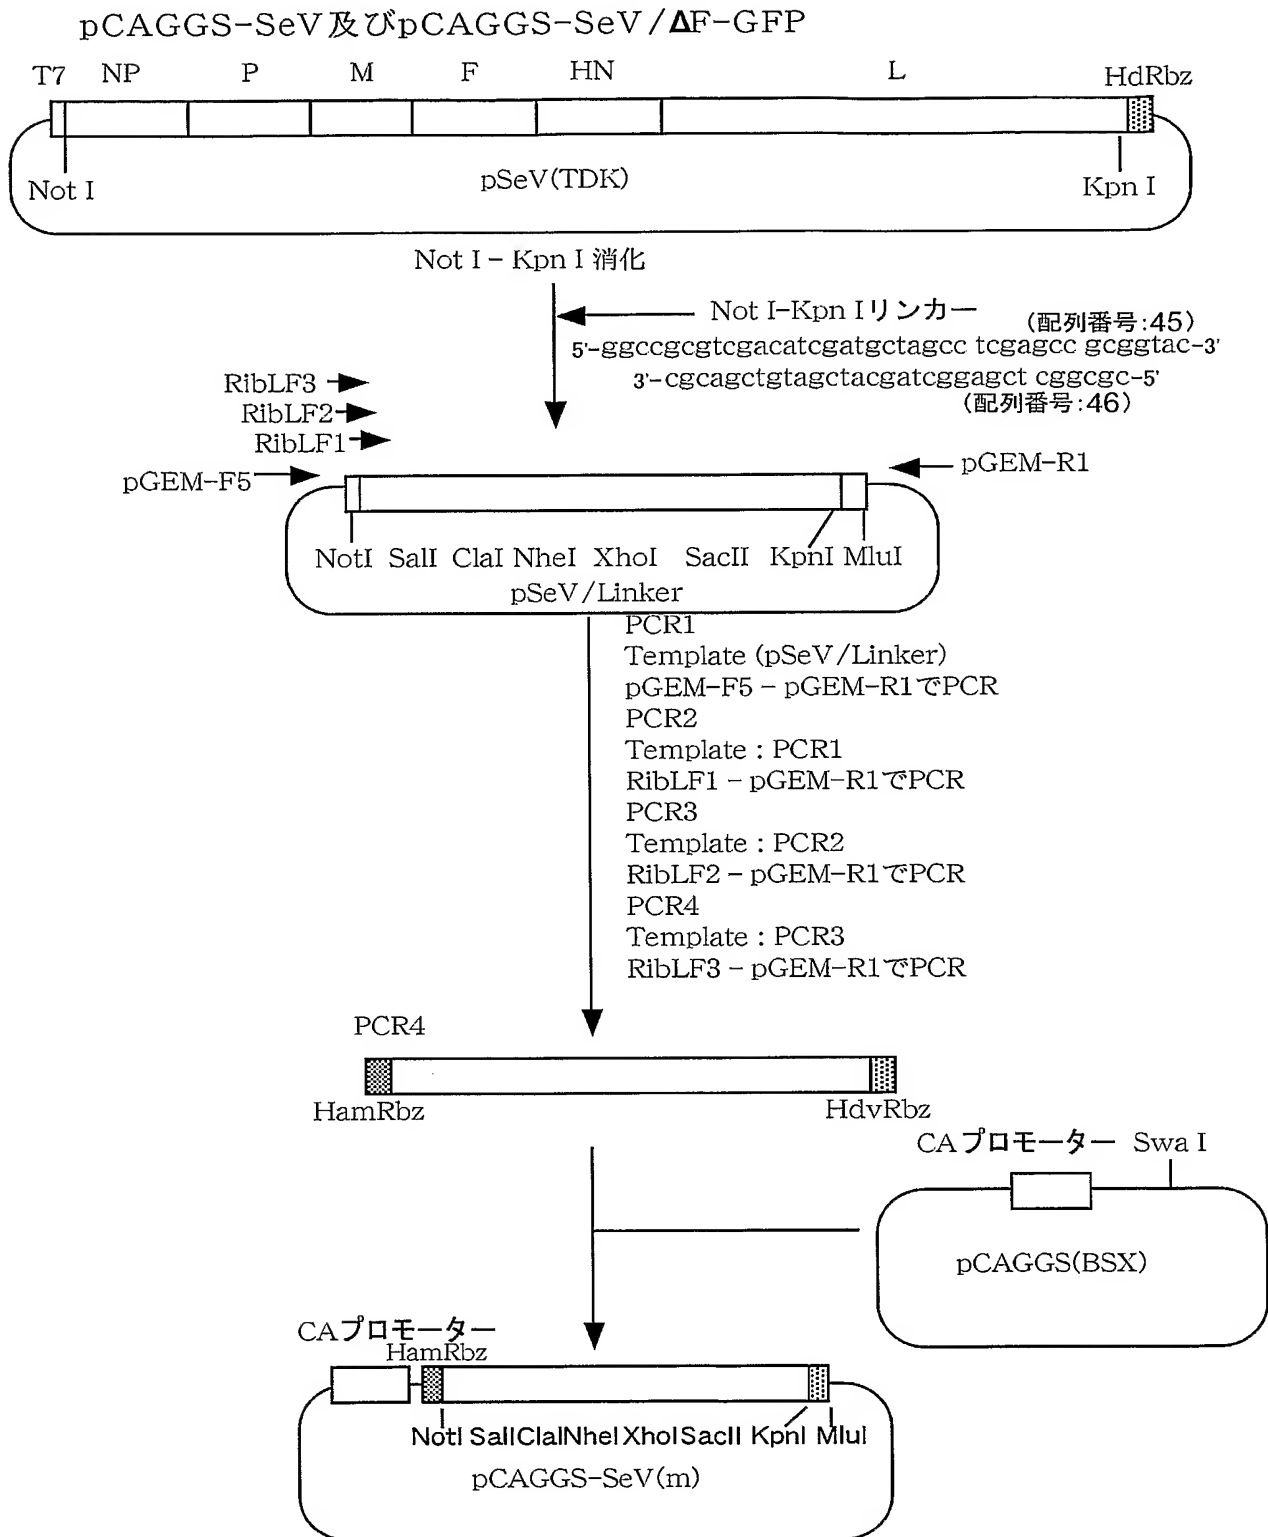 pCAGGS-SeV及びpCAGGS-SeV/ΔF-GFP
T7 NP P M F HN L HdRbz
Not I pSeV(TDK) Kpn I
Not I - Kpn I 消化
Not I-Kpn Iリンカー (配列番号:45)
5'-ggccgcgtcgacatcgatgctagcc tcgagcc gcggtac-3'
3'-cgcagctgtagctacgatcggagct cggcgc-5'
(配列番号:46)
RibLF3
RibLF2
RibLF1
pGEM-F5 pGEM-R1
NotI SalI ClaI NheI XhoI SacII KpnI MluI
pSeV/Linker
PCR1
Template (pSeV/Linker)
pGEM-F5 - pGEM-R1でPCR
PCR2
Template : PCR1
RibLF1 - pGEM-R1でPCR
PCR3
Template : PCR2
RibLF2 - pGEM-R1でPCR
PCR4
Template : PCR3
RibLF3 - pGEM-R1でPCR
PCR4
HamRbz HdvRbz
CAプロモーター Swa I
pCAGGS(BSX)
CAプロモーター
HamRbz
NotI SalIClaINheI XhoISacII KpnI MluI
pCAGGS-SeV(m)